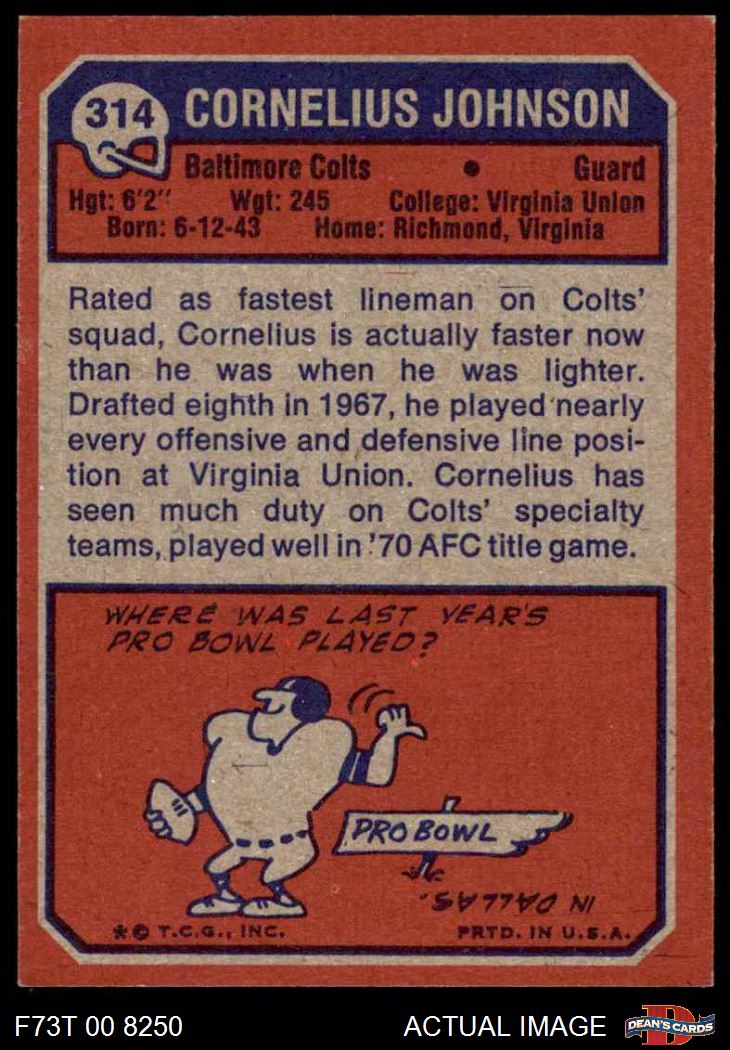 314 CORNELIUS JOHNSON
Baltimore Colts • Guard
Hgt: 6'2" Wgt: 245 College: Virginia Union
Born: 6-12-43 Home: Richmond, Virginia
Rated as fastest lineman on Colts'
squad, Cornelius is actually faster now
than he was when he was lighter.
Drafted eighth in 1967, he played nearly
every offensive and defensive line posi-
tion at Virginia Union. Cornelius has
seen much duty on Colts' specialty
teams, played well in '70 AFC title game.
WHERE WAS LAST YEAR'S
PRO BOWL PLAYED?
PRO BOWL
IN DALLAS.
* © T.C.G., INC. PRTD. IN U.S.A.
F73T 00 8250 ACTUAL IMAGE D DEAN'S CARDS